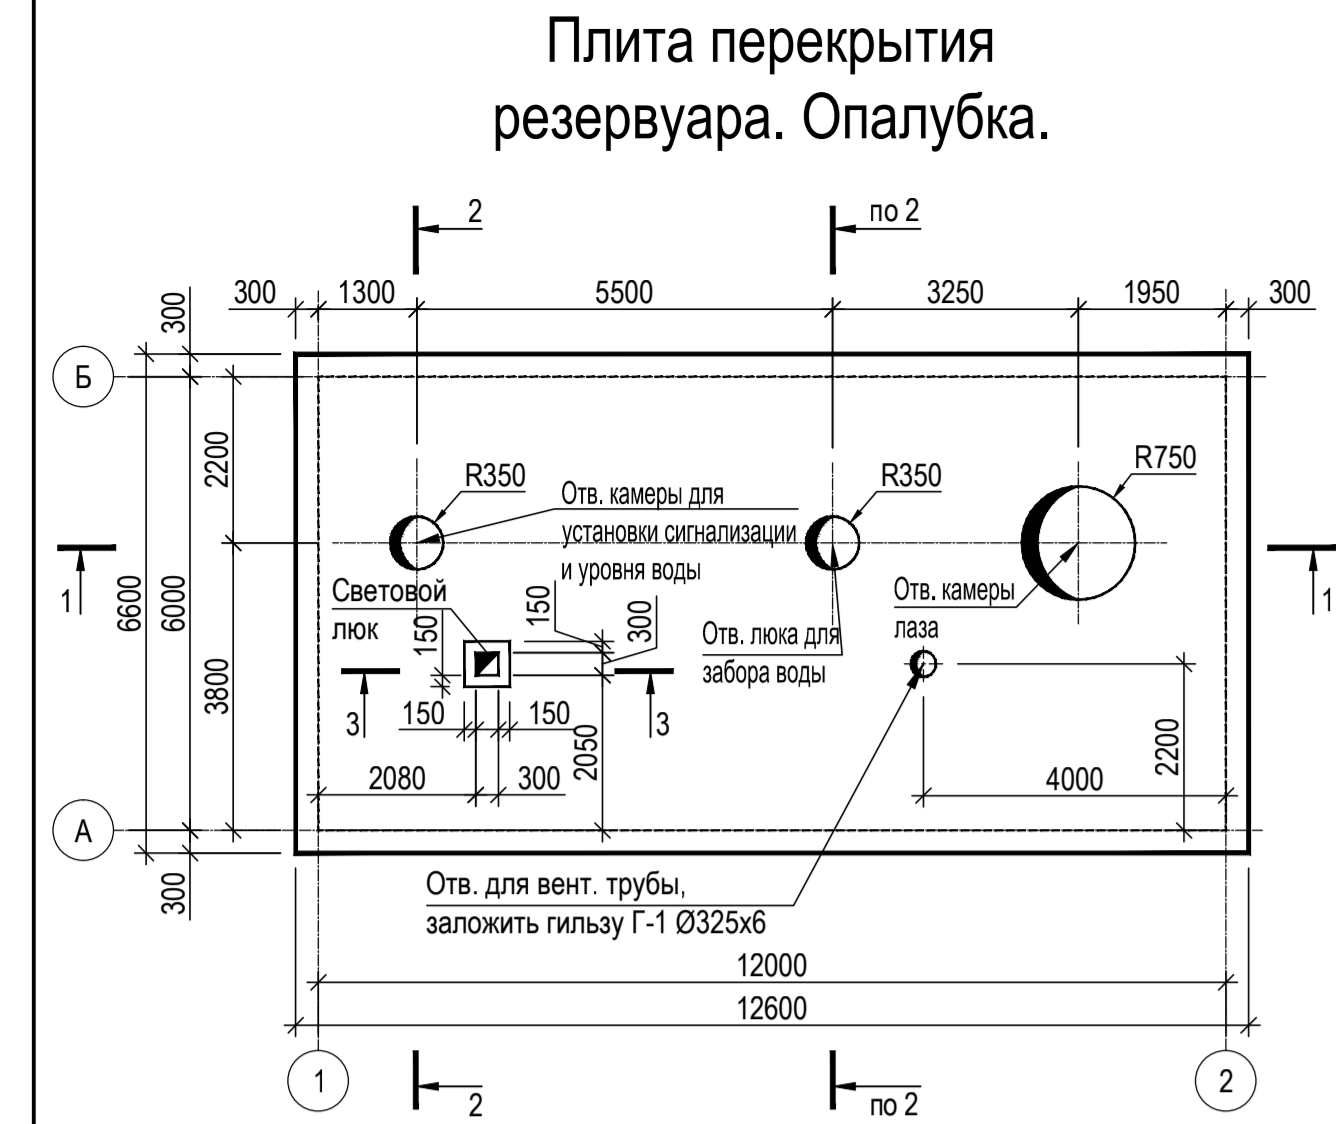 Плита перекрытия
резервуара. Опалубка.
2
по 2
300
1300
5500
3250
1950
300
300
Б
2200
R350
Отв. камеры для
установки сигнализации
и уровня воды
R350
R750
1
6600
6000
1
Световой
люк
150
150
300
Отв. люка для
забора воды
Отв. камеры
лаза
3800
3
150
150
3
2050
2080
300
2200
4000
А
300
Отв. для вент. трубы,
заложить гильзу Г-1 Ø325х6
12000
12600
1
2
2
по 2